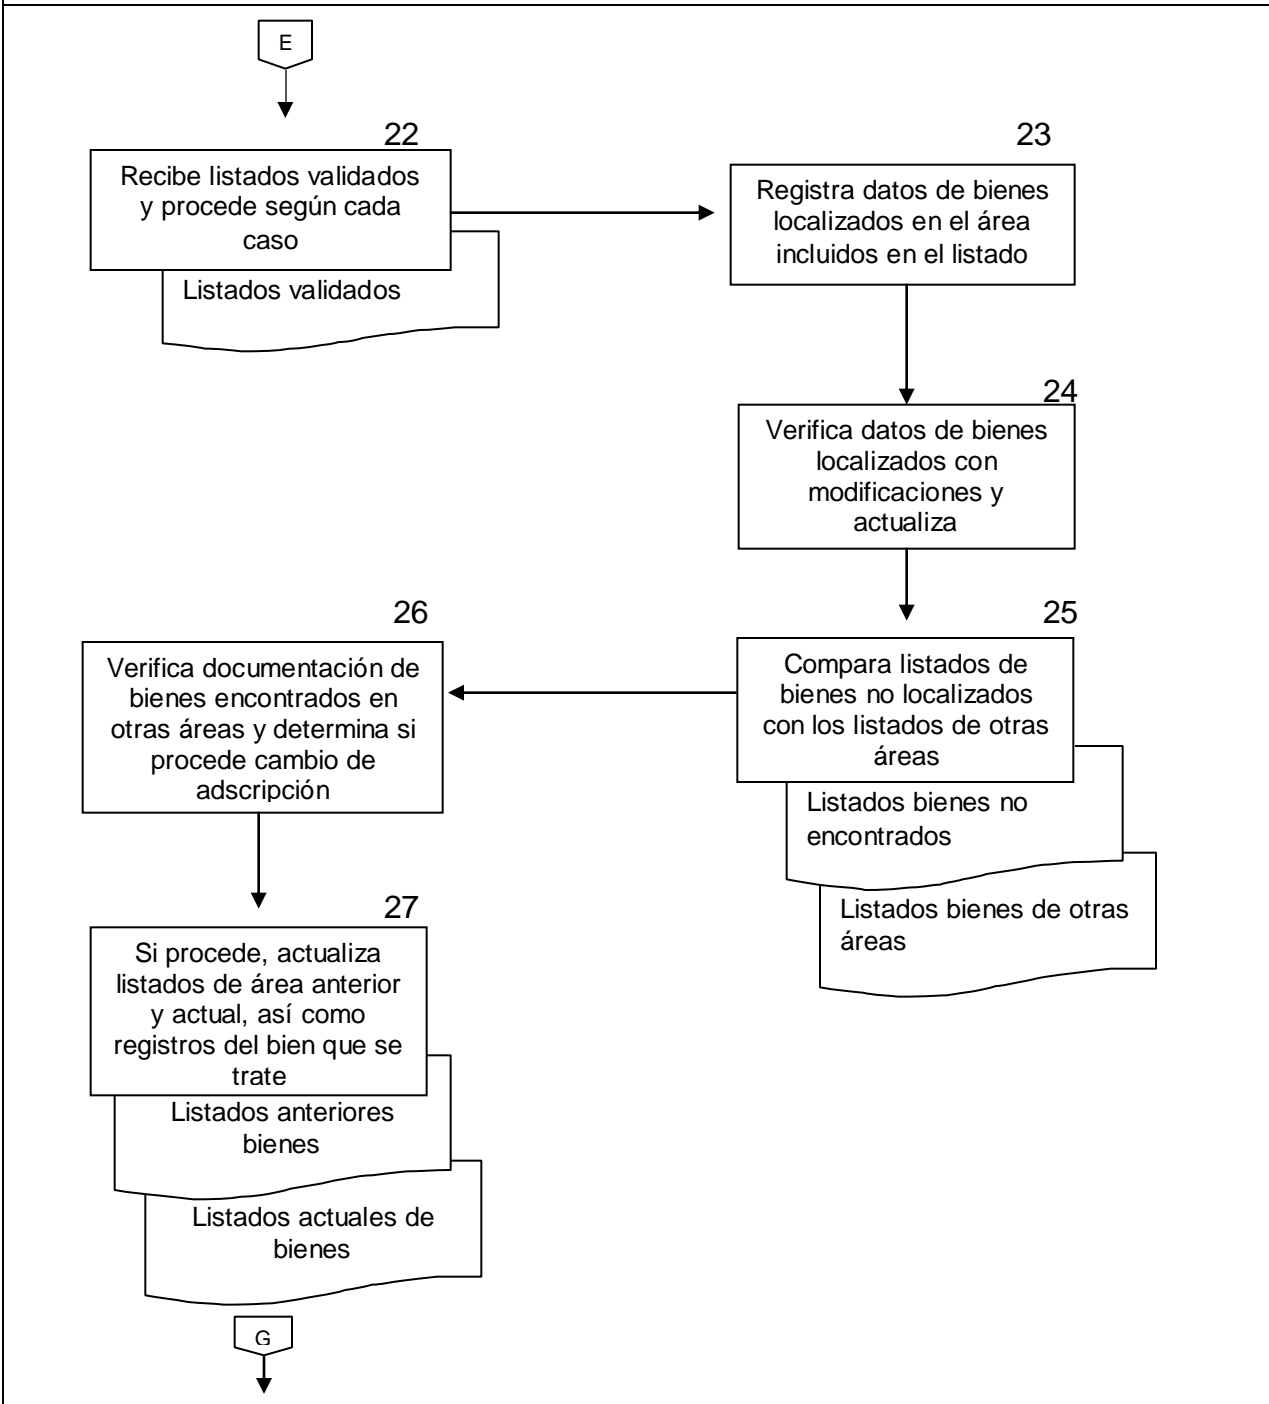 E
22
Recibe listados validados
y procede según cada
caso
Listados validados
23
Registra datos de bienes
localizados en el área
incluidos en el listado
24
Verifica datos de bienes
localizados con
modificaciones y
actualiza
25
Compara listados de
bienes no localizados
con los listados de otras
áreas
Listados bienes no
encontrados
Listados bienes de otras
áreas
26
Verifica documentación de
bienes encontrados en
otras áreas y determina si
procede cambio de
adscripción
27
Si procede, actualiza
listados de área anterior
y actual, así como
registros del bien que se
trate
Listados anteriores
bienes
Listados actuales de
bienes
G